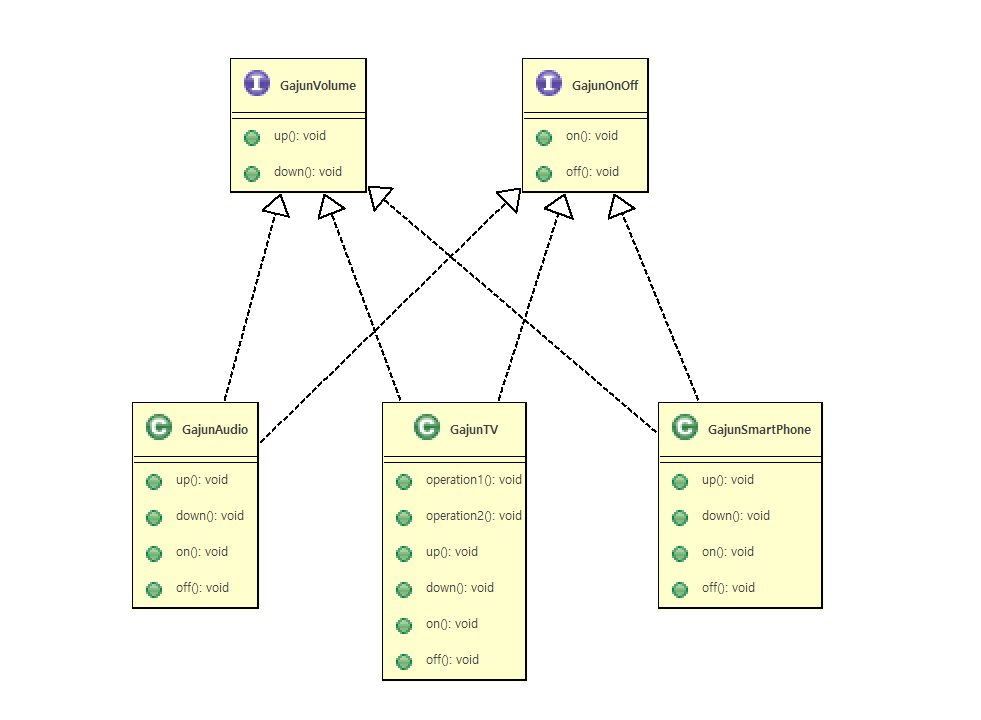 GajunVolume
up(): void
down(): void
GajunOnOff
on(): void
off(): void
GajunAudio
up(): void
down(): void
on(): void
off(): void
GajunTV
operation1(): void
operation2(): void
up(): void
down(): void
on(): void
off(): void
GajunSmartPhone
up(): void
down(): void
on(): void
off(): void